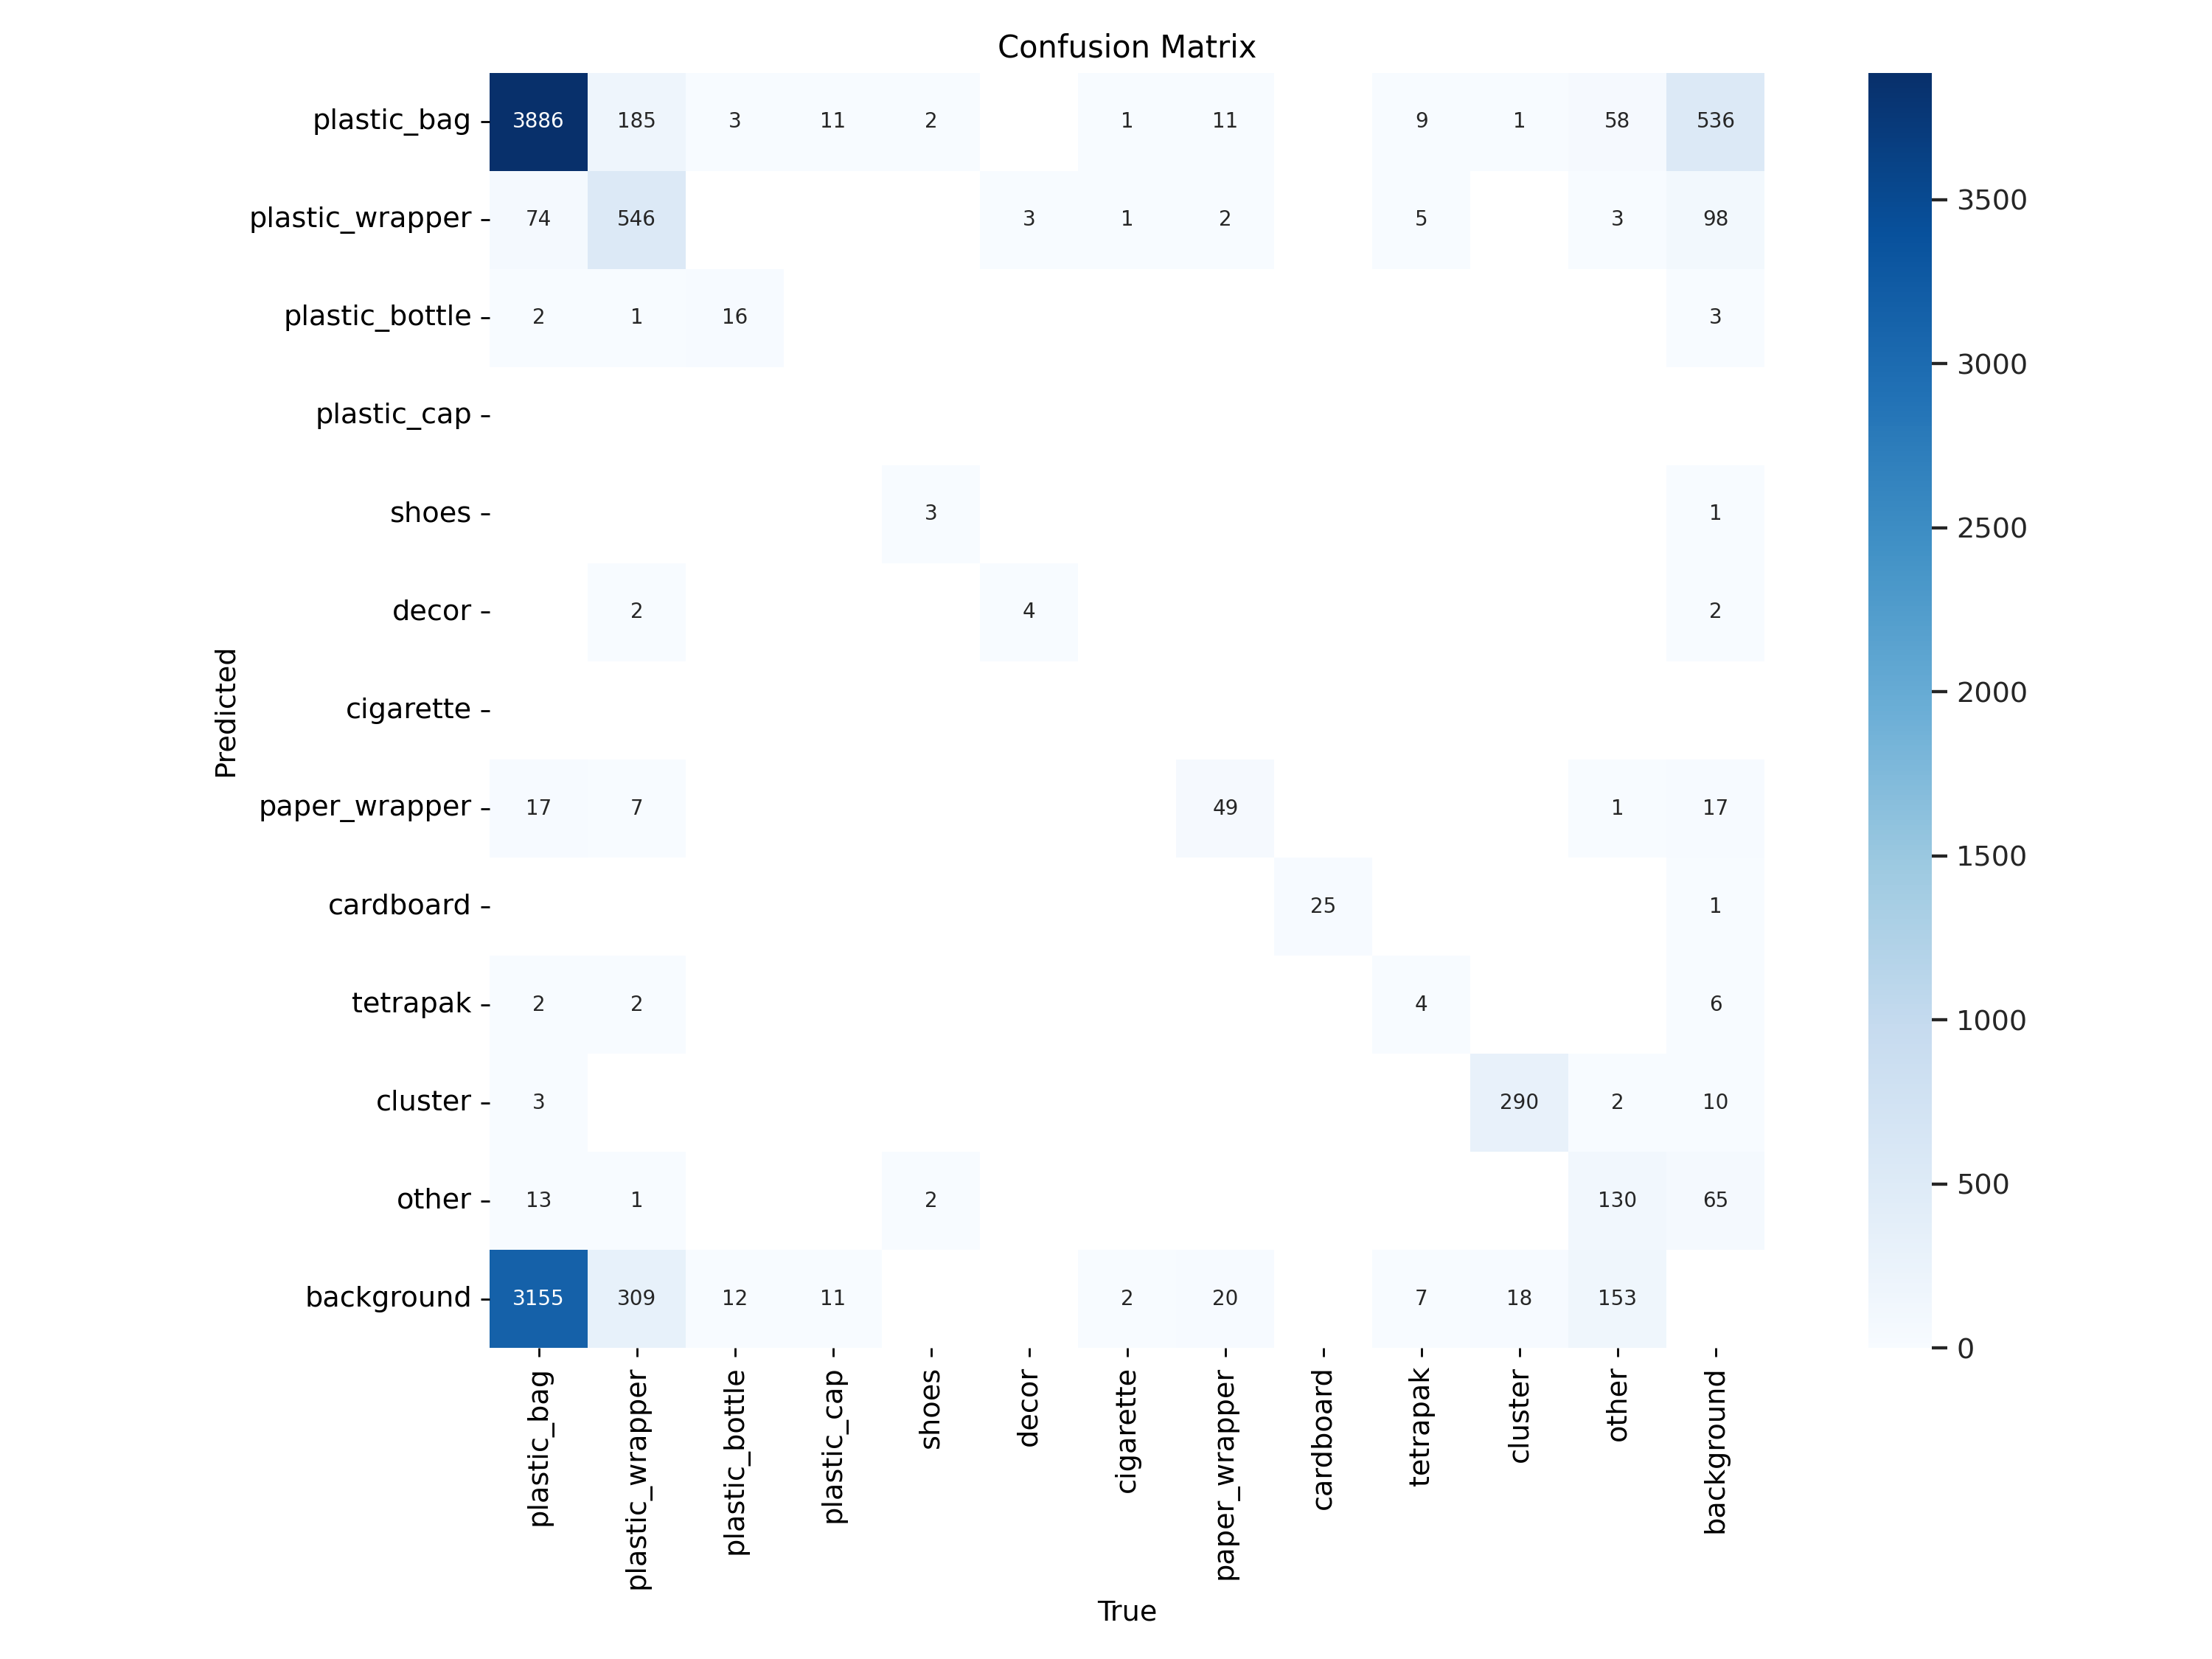 Confusion Matrix
plastic_bag 3886 185 3 11 2 1 11 9 1 58 536
plastic_wrapper 74 546 3 1 2 5 3 98
plastic_bottle 2 1 16 3
plastic_cap
shoes 3 1
decor 2 4 2
cigarette
paper_wrapper 17 7 49 1 17
cardboard 25 1
tetrapak 2 2 4 6
cluster 3 290 2 10
other 13 1 2 130 65
background 3155 309 12 11 2 20 7 18 153
Predicted
plastic_bag
plastic_wrapper
plastic_bottle
plastic_cap
shoes
decor
cigarette
paper_wrapper
cardboard
tetrapak
cluster
other
background
True
3500
3000
2500
2000
1500
1000
500
0